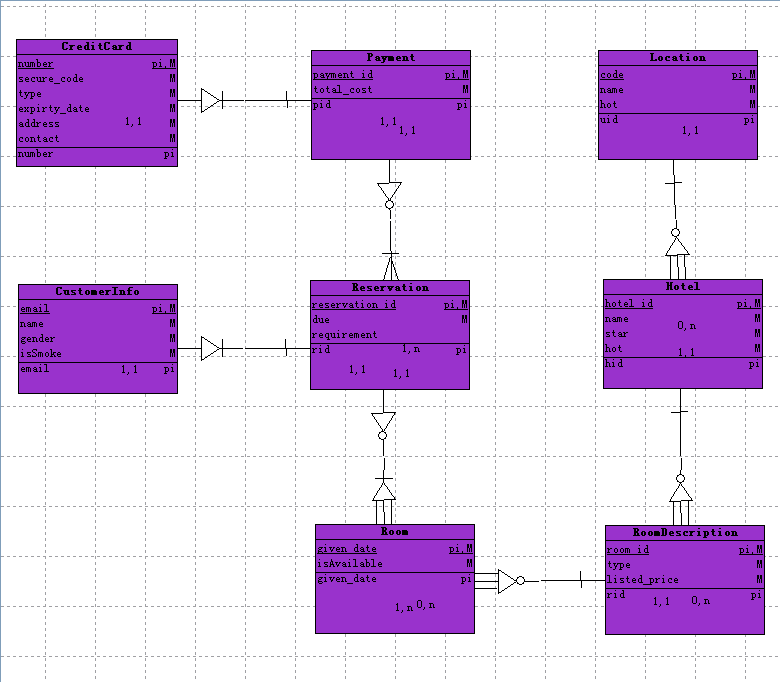 CreditCard
number pi,M
secure_code M
type M
expirty_date M
address 1,1 M
contact M
number pi
Payment
payment_id pi,M
total_cost M
pid pi
1,1
1,1
Location
code pi,M
name M
hot M
uid pi
1,1
CustomerInfo
email pi,M
name M
gender M
isSmoke M
email 1,1 pi
Reservation
reservation_id pi,M
due M
requirement
rid 1,n pi
1,1 1,1
Hotel
hotel_id pi,M
name 0,n M
star M
hot 1,1 M
hid pi
Room
given_date pi,M
isAvailable M
given_date pi
1,n 0,n
RoomDescription
room_id pi,M
type M
listed_price M
rid 1,1 0,n pi